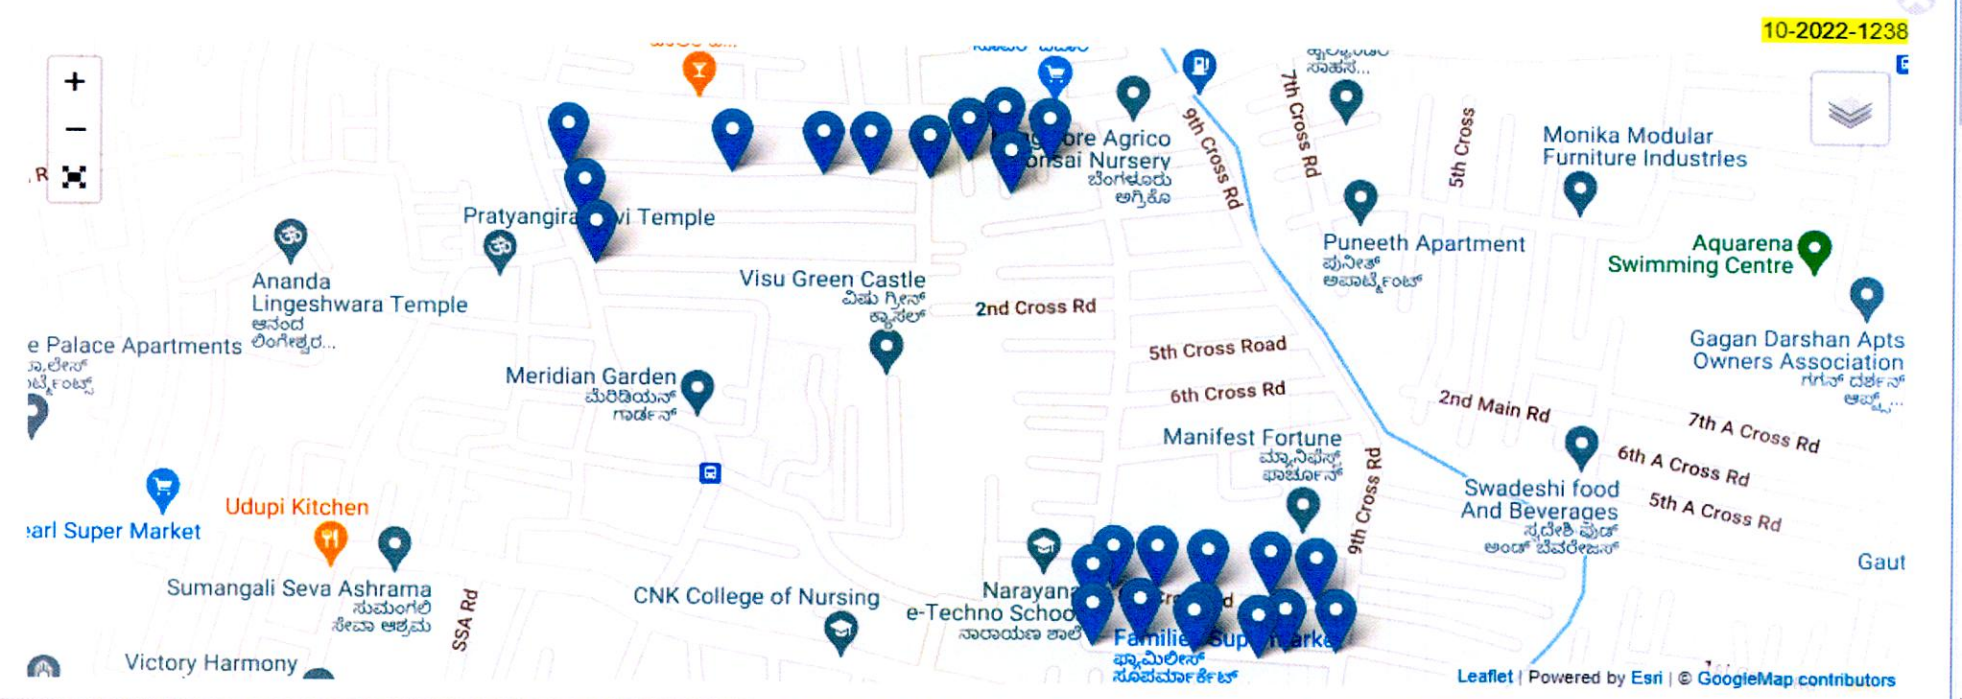 10-2022-1238
+
−
R
7th Cross Rd
9th Cross Rd
5th Cross
ಸಾಹಸ...
Monika Modular
Furniture Industries
ore Agrico
onsai Nursery
ಬೆಂಗಳೂರು
ಅಗ್ರಿಕೊ
Pratyangira
vi Temple
Puneeth Apartment
ಪುನೀತ್
ಅಪಾರ್ಟ್ಮೆಂಟ್
Aquarena
Swimming Centre
Ananda
Lingeshwara Temple
ಆನಂದ
ಲಿಂಗೇಶ್ವರ...
Visu Green Castle
ವಿಷು ಗ್ರೀನ್
ಕ್ಯಾಸಲ್
2nd Cross Rd
e Palace Apartments
5th Cross Road
Gagan Darshan Apts
Owners Association
ಗಗನ್ ದರ್ಶನ್
ಆಪ್ಟ್ಸ್...
Meridian Garden
ಮೆರಿಡಿಯನ್
ಗಾರ್ಡನ್
6th Cross Rd
2nd Main Rd
7th A Cross Rd
Manifest Fortune
ಮ್ಯಾನಿಫೆಸ್ಟ್
ಫಾರ್ಚೂನ್
9th Cross Rd
6th A Cross Rd
5th A Cross Rd
Swadeshi food
And Beverages
ಸ್ವದೇಶಿ ಫುಡ್
ಅಂಡ್ ಬೆವರೇಜಸ್
Udupi Kitchen
earl Super Market
Gaut
Sumangali Seva Ashrama
ಸುಮಂಗಲಿ
ಸೇವಾ ಆಶ್ರಮ
SSA Rd
CNK College of Nursing
Narayana
e-Techno School
ನಾರಾಯಣ ಶಾಲೆ
Families Supermarket
ಫ್ಯಾಮಿಲೀಸ್
ಸೂಪರ್ಮಾರ್ಕೆಟ್
Victory Harmony
Leaflet | Powered by Esri | © GoogleMap contributors